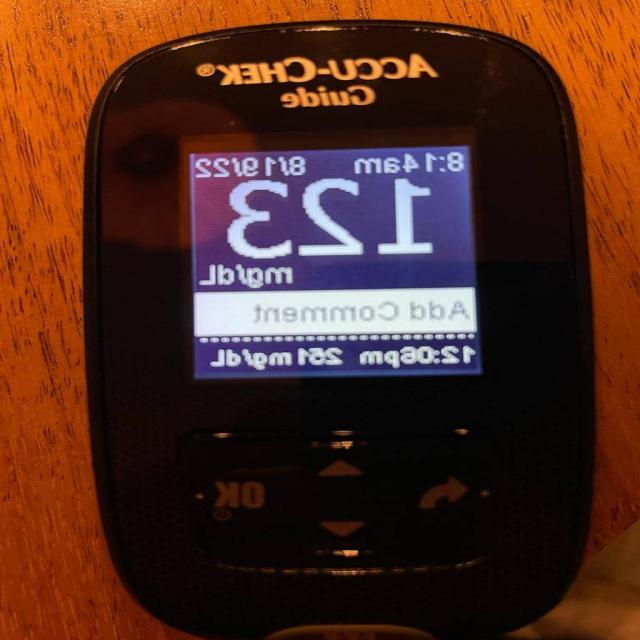 ACCU-CHEK®
Guide
8:14am 8/19/22
123
mg/dL
Add Comment
12:06pm 251 mg/dL
OK